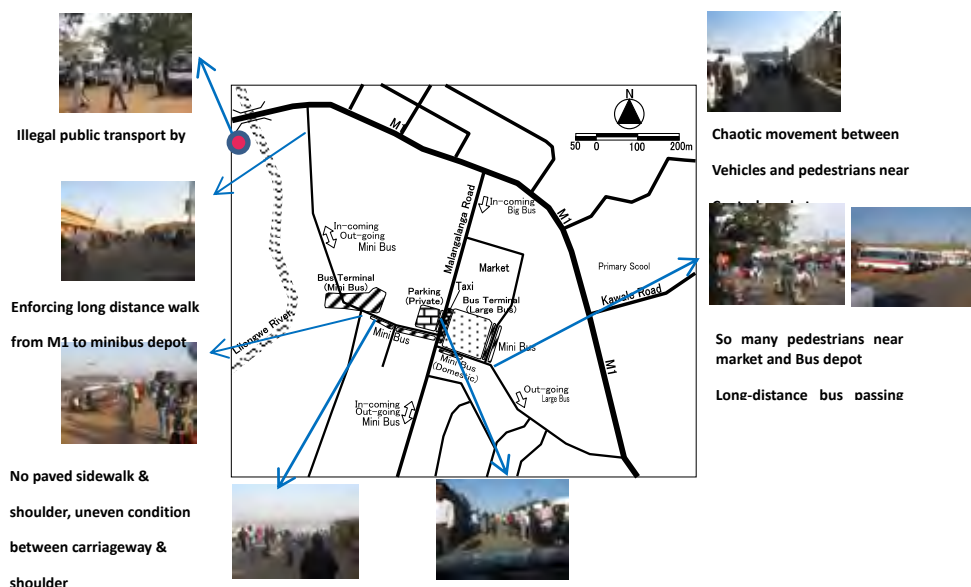 Illegal public transport by
Enforcing long distance walk
from M1 to minibus depot
No paved sidewalk &
shoulder, uneven condition
between carriageway &
shoulder
N
50 0 100 200m
M1
Malangalanga Road
In-coming
Big Bus
M1
In-coming
Out-going
Mini Bus
Market
Primary Scool
Kawale Road
Bus Terminal
(Mini Bus)
Parking
(Private)
Taxi
Bus Terminal
(Large Bus)
Lilongwe River
Mini Bus
Mini Bus
Mini Bus
(Domestic)
M1
Out-going
Large Bus
In-coming
Out-going
Mini Bus
Chaotic movement between
Vehicles and pedestrians near
So many pedestrians near
market and Bus depot
Long-distance bus passing